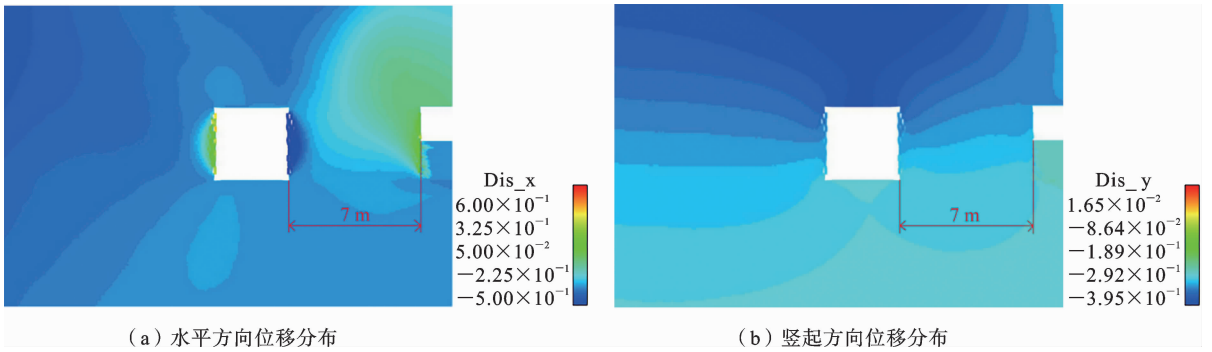 7 m
Dis_x
6.00×10⁻¹
3.25×10⁻¹
5.00×10⁻²
−2.25×10⁻¹
−5.00×10⁻¹
(a)水平方向位移分布
7 m
Dis_y
1.65×10⁻²
−8.64×10⁻²
−1.89×10⁻¹
−2.92×10⁻¹
−3.95×10⁻¹
(b)竖起方向位移分布